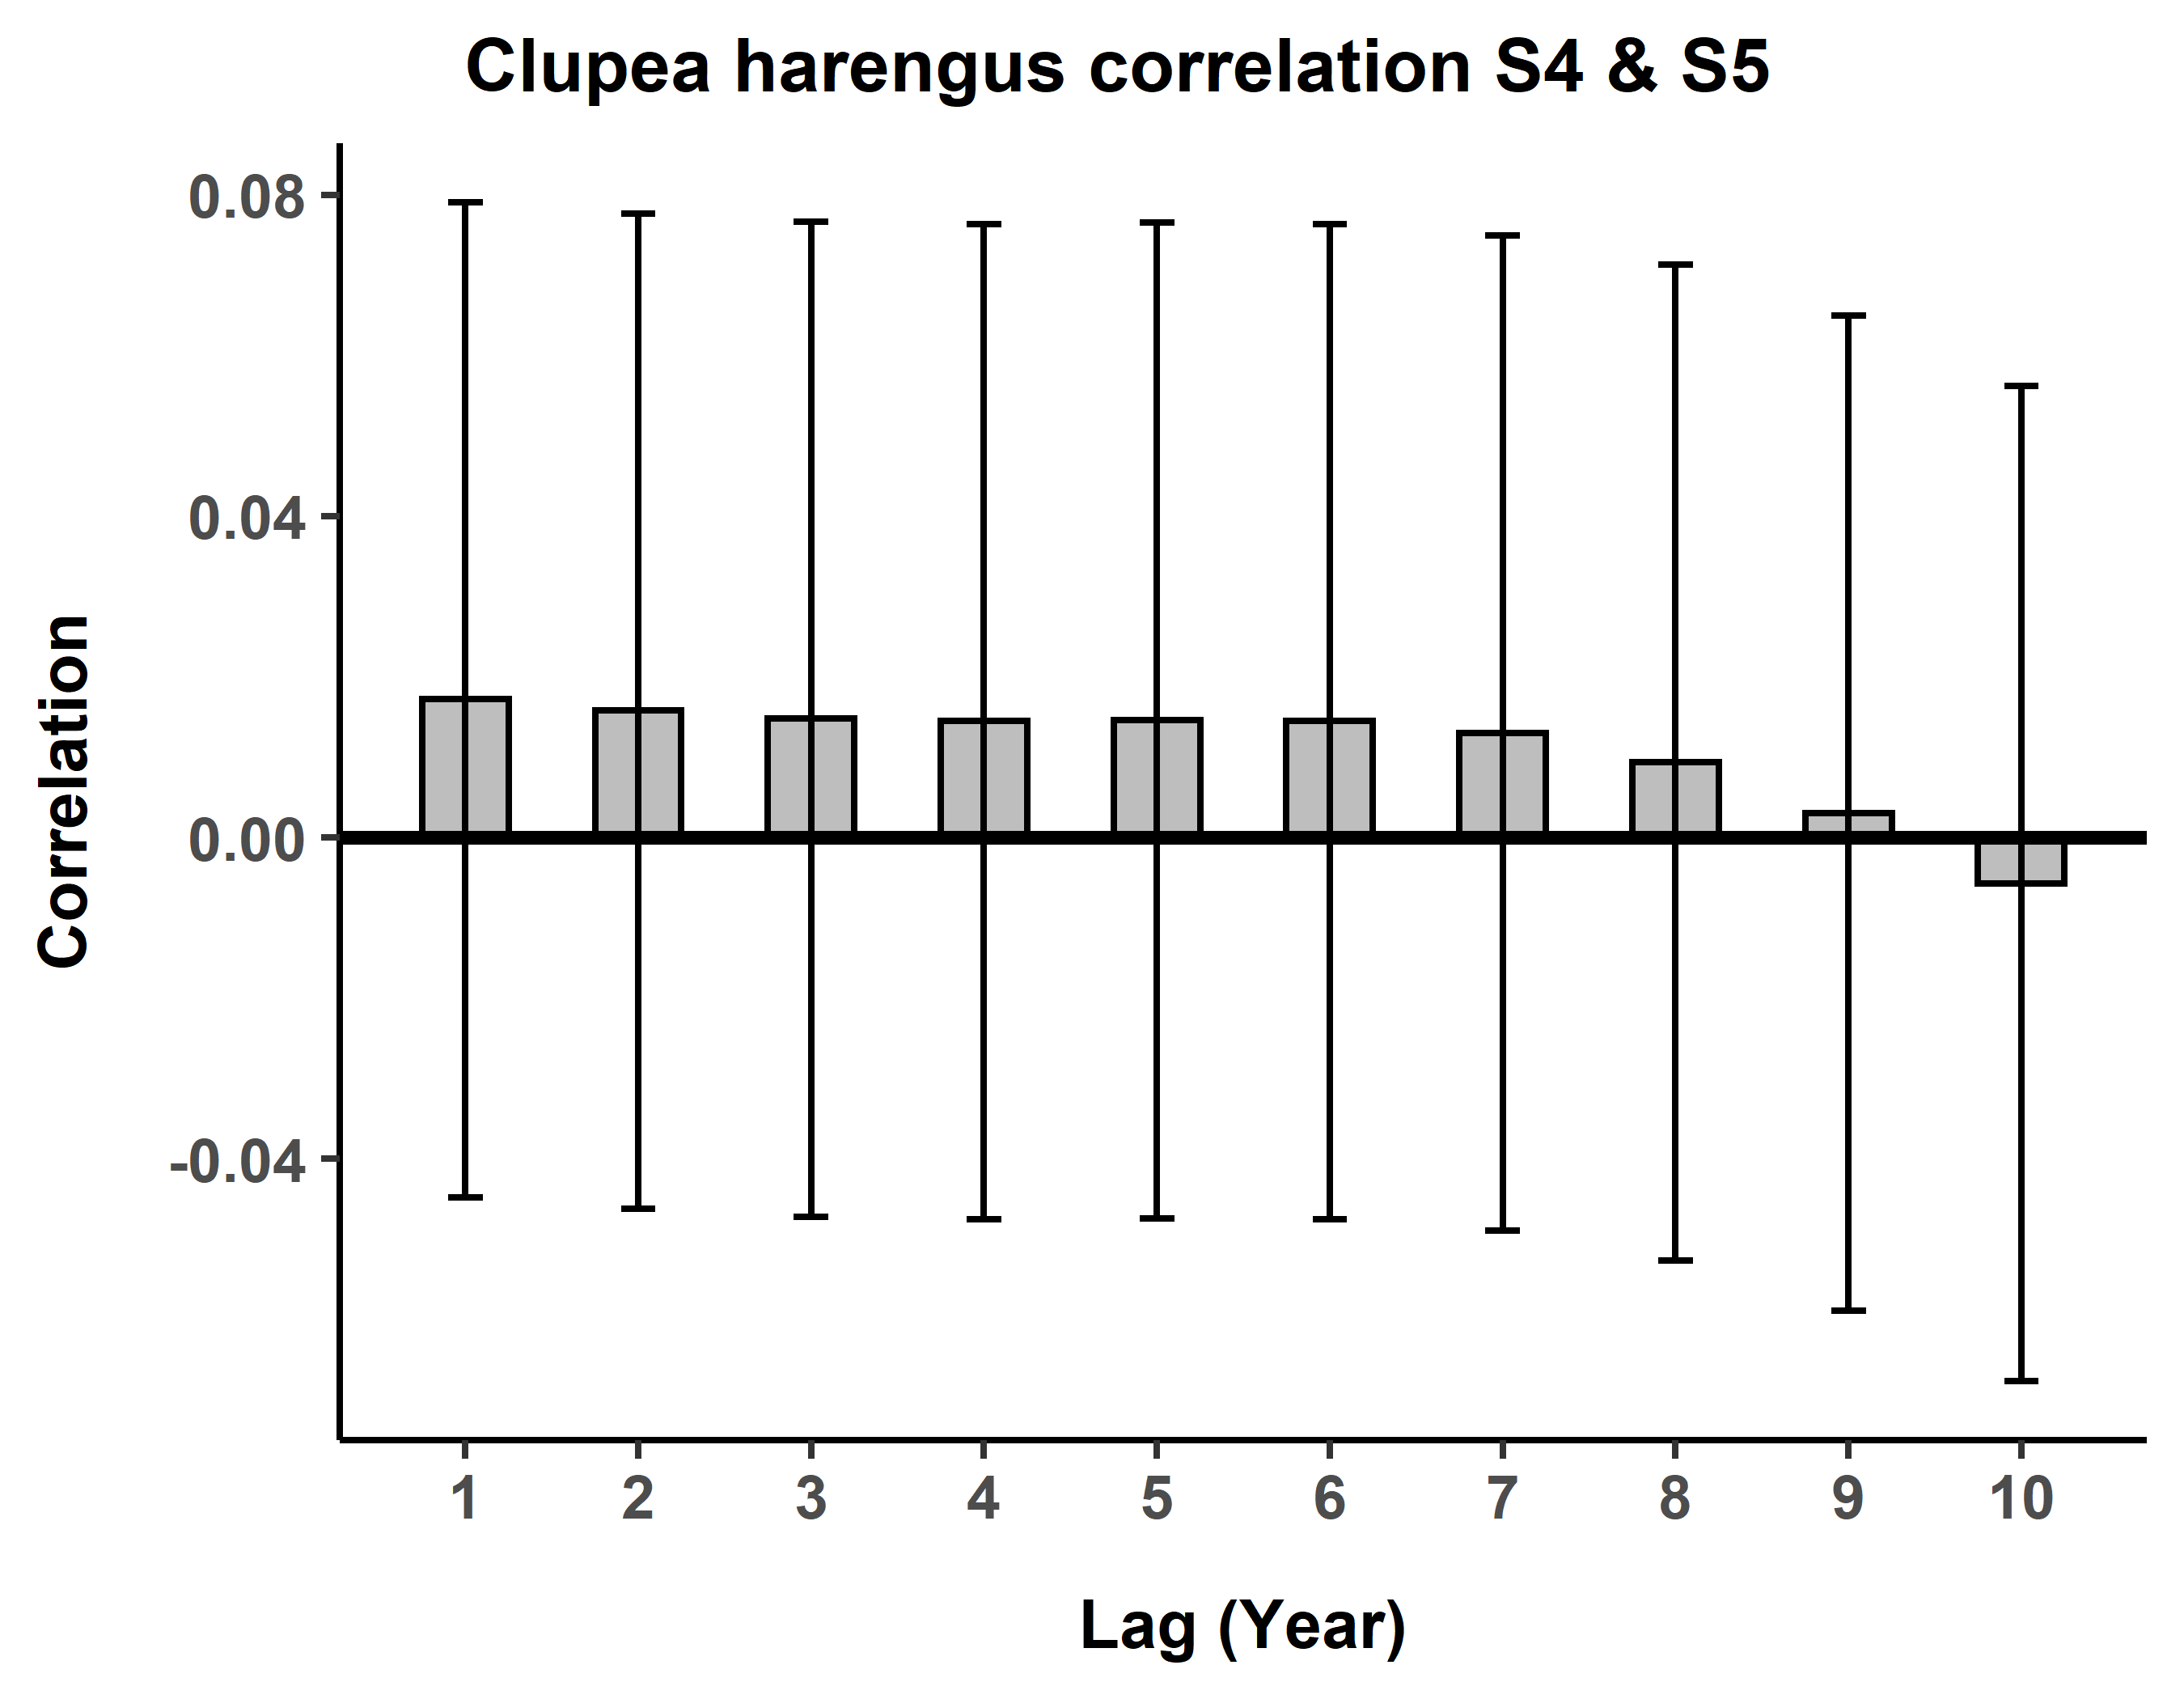 Clupea harengus correlation S4 & S5
0.08
0.04
0.00
-0.04
Correlation
1 2 3 4 5 6 7 8 9 10
Lag (Year)